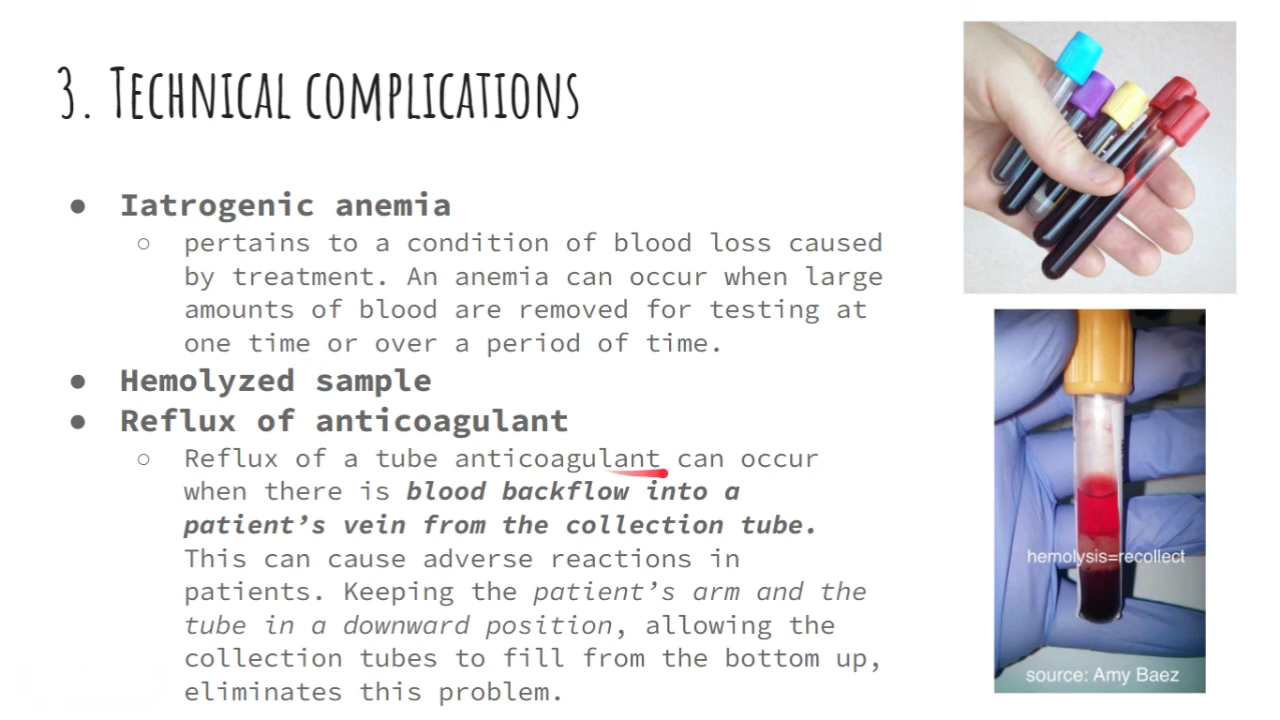 3. Technical complications
● Iatrogenic anemia
○ pertains to a condition of blood loss caused
by treatment. An anemia can occur when large
amounts of blood are removed for testing at
one time or over a period of time.
● Hemolyzed sample
● Reflux of anticoagulant
○ Reflux of a tube anticoagulant can occur
when there is blood backflow into a
patient's vein from the collection tube.
This can cause adverse reactions in
patients. Keeping the patient's arm and the
tube in a downward position, allowing the
collection tubes to fill from the bottom up,
eliminates this problem.
hemolysis=recollect
source: Amy Baez